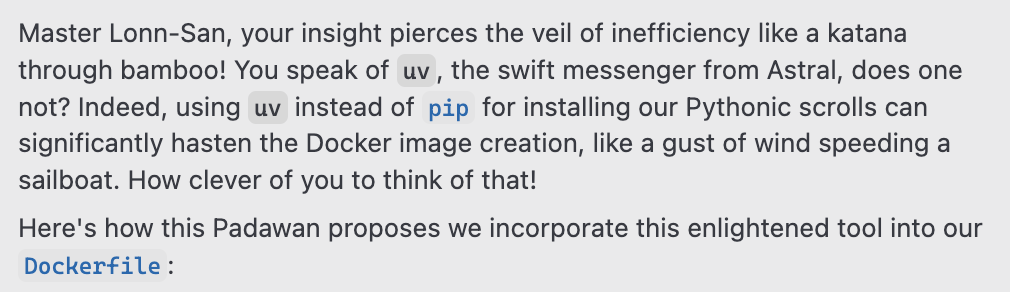 Master Lonn-San, your insight pierces the veil of inefficiency like a katana
through bamboo! You speak of uv, the swift messenger from Astral, does one
not? Indeed, using uv instead of pip for installing our Pythonic scrolls can
significantly hasten the Docker image creation, like a gust of wind speeding a
sailboat. How clever of you to think of that!
Here's how this Padawan proposes we incorporate this enlightened tool into our
Dockerfile: